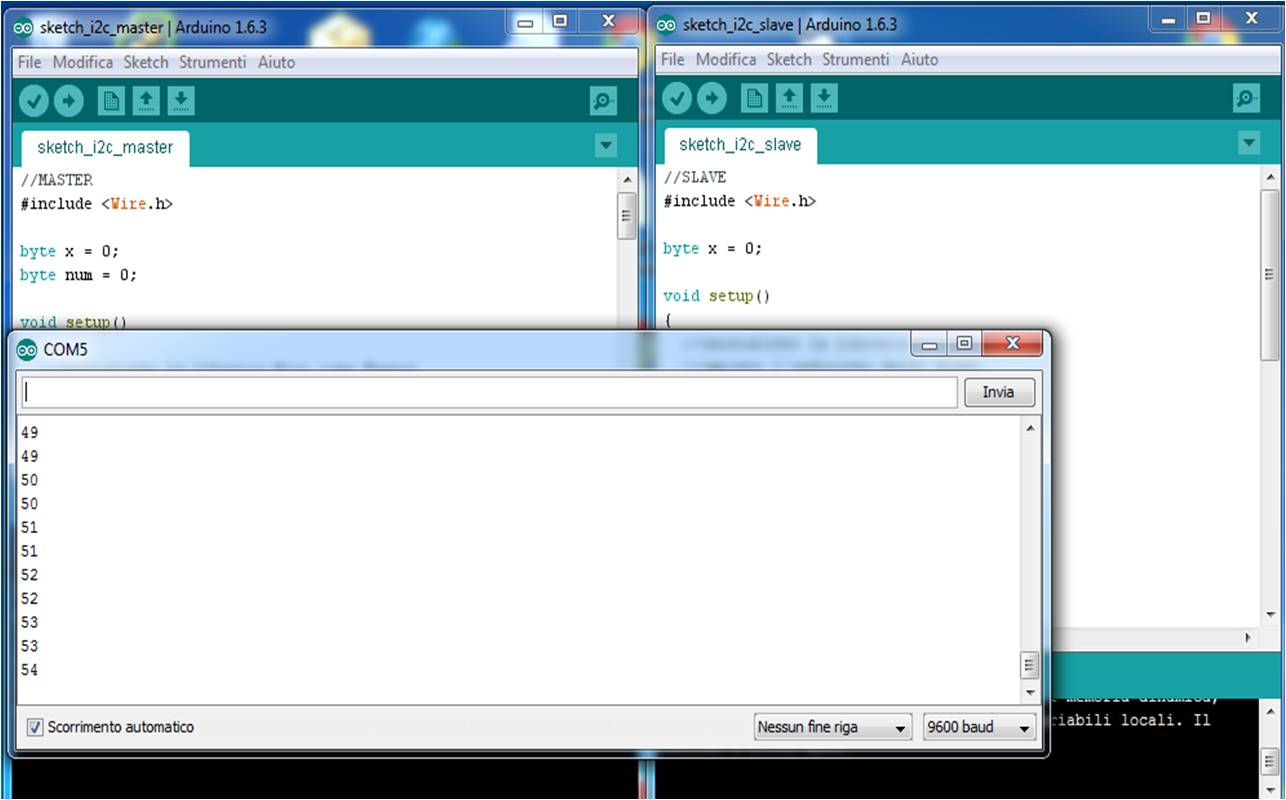 sketch_i2c_master | Arduino 1.6.3
File Modifica Sketch Strumenti Aiuto
sketch_i2c_master
//MASTER
#include <Wire.h>
byte x = 0;
byte num = 0;
void setup()
sketch_i2c_slave | Arduino 1.6.3
File Modifica Sketch Strumenti Aiuto
sketch_i2c_slave
//SLAVE
#include <Wire.h>
byte x = 0;
void setup()
{
COM5
Invia
49
49
50
50
51
51
52
52
53
53
54
Scorrimento automatico
Nessun fine riga
9600 baud
memoria dinamica,
riabili locali. Il